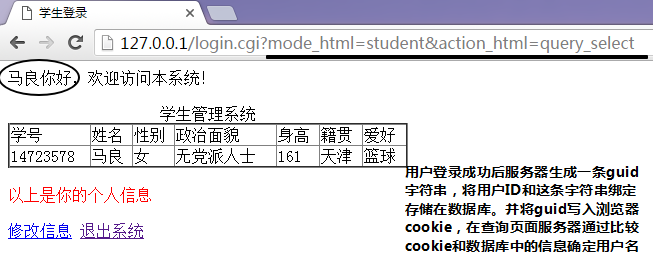 学生登录
127.0.0.1/login.cgi?mode_html=student&action_html=query_select
马良你好，欢迎访问本系统!
学生管理系统
学号 姓名 性别 政治面貌 身高 籍贯 爱好
14723578 马良 女 无党派人士 161 天津 篮球
以上是你的个人信息
修改信息 退出系统
用户登录成功后服务器生成一条guid
字符串，将用户ID和这条字符串绑定
存储在数据库。并将guid写入浏览器
cookie，在查询页面服务器通过比较
cookie和数据库中的信息确定用户名